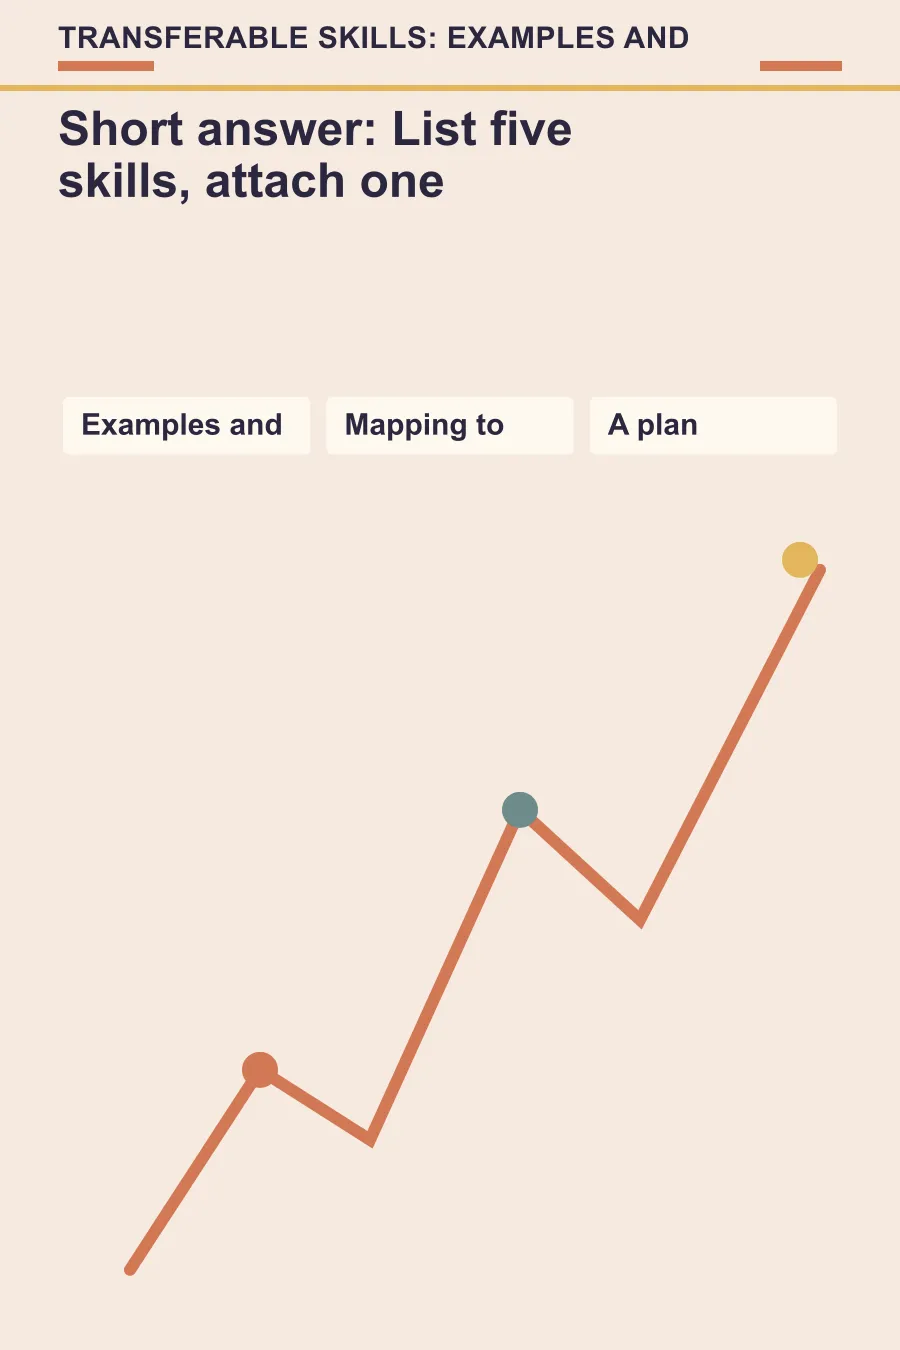 TRANSFERABLE SKILLS: EXAMPLES AND
Short answer: List five
skills, attach one
Examples and
Mapping to
A plan